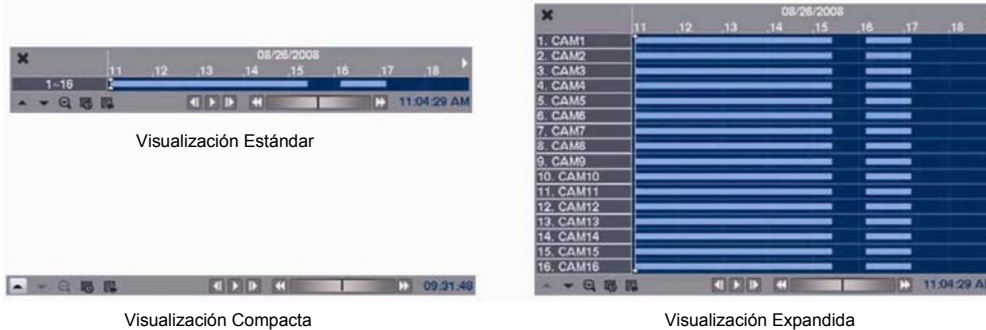 08/26/2008
11 12 13 14 15 16 17 18
1~16
11:04:29 AM
Visualización Estándar
09:31:48
Visualización Compacta
08/26/2008
11 12 13 14 15 16 17 18
1. CAM1
2. CAM2
3. CAM3
4. CAM4
5. CAM5
6. CAM6
7. CAM7
8. CAM8
9. CAM9
10. CAM10
11. CAM11
12. CAM12
13. CAM13
14. CAM14
15. CAM15
16. CAM16
11:04:29 A
Visualización Expandida